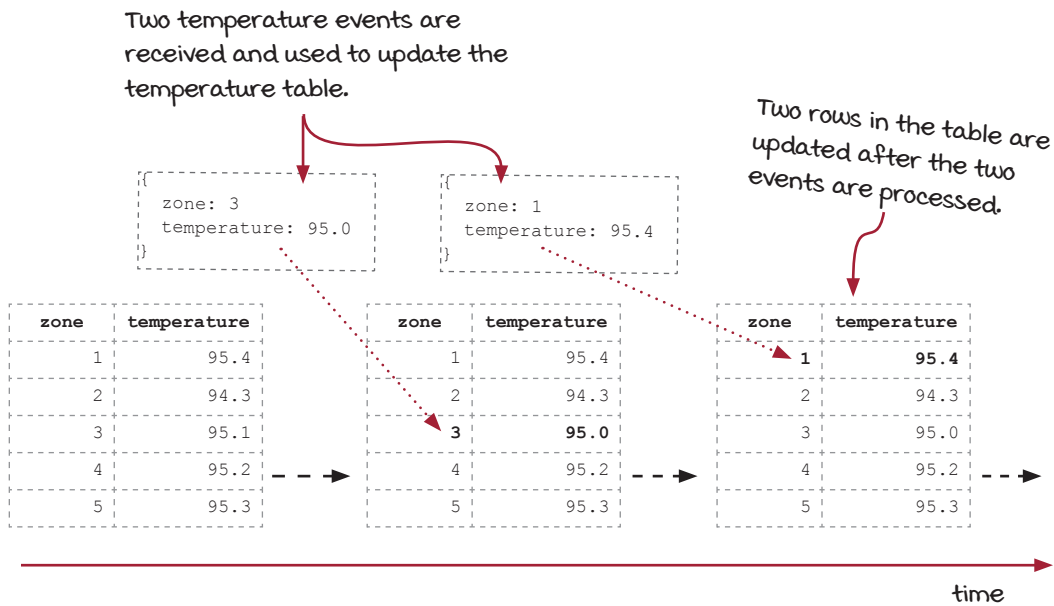 Two temperature events are
received and used to update the
temperature table.
Two rows in the table are
updated after the two
events are processed.
{
zone: 3
temperature: 95.0
}
{
zone: 1
temperature: 95.4
}
zone temperature
1 95.4
2 94.3
3 95.1
4 95.2
5 95.3
zone temperature
1 95.4
2 94.3
3 95.0
4 95.2
5 95.3
zone temperature
1 95.4
2 94.3
3 95.0
4 95.2
5 95.3
time